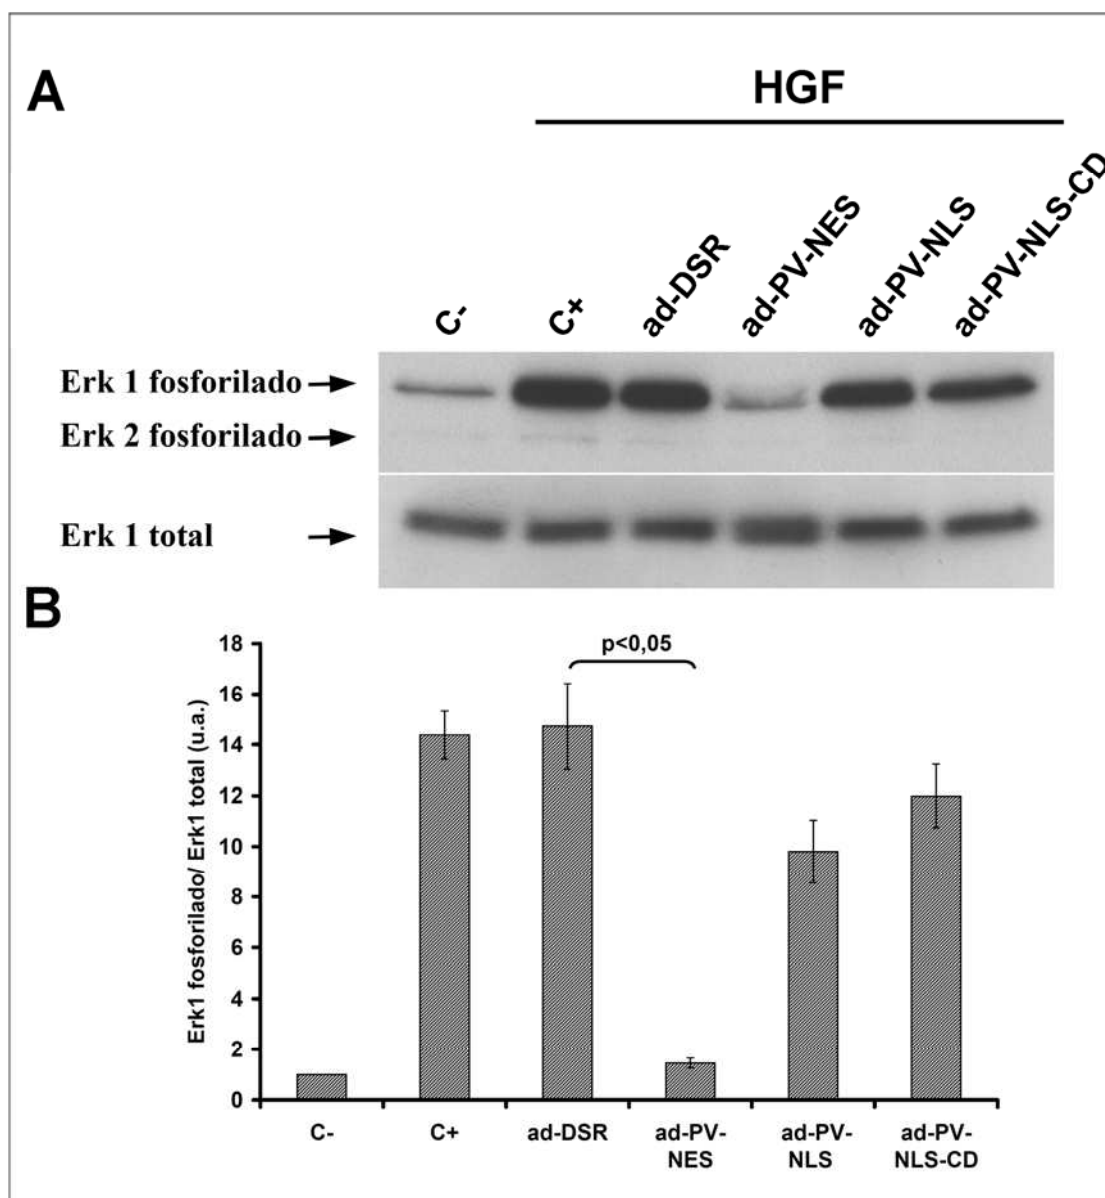 A
HGF
C-
C+
ad-DSR
ad-PV-NES
ad-PV-NLS
ad-PV-NLS-CD
Erk 1 fosforilado
Erk 2 fosforilado
Erk 1 total
B
Erk1 fosforilado/ Erk1 total (u.a.)
18
16
14
12
10
8
6
4
2
0
p<0,05
C-
C+
ad-DSR
ad-PV-
NES
ad-PV-
NLS
ad-PV-
NLS-CD